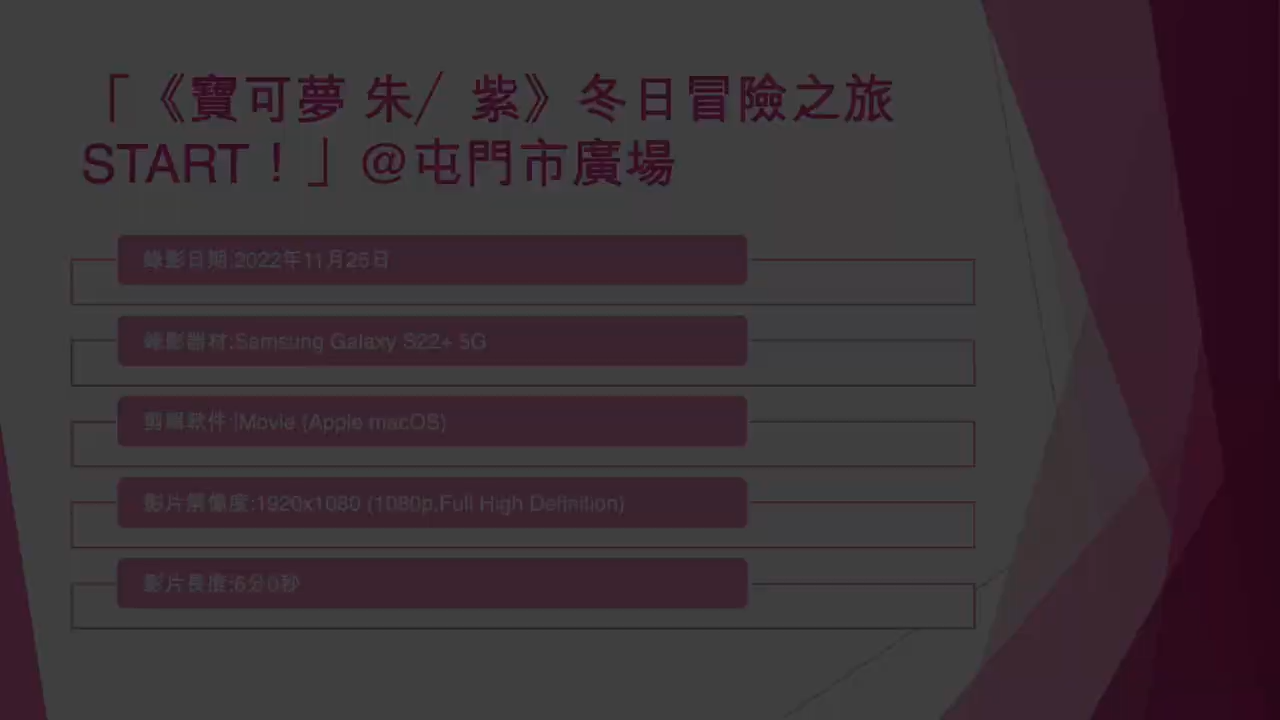 「《寶可夢 朱/ 紫》冬日冒險之旅
START！」@屯門市廣場
錄影日期:2022年11月26日
錄影器材:Samsung Galaxy S22+ 5G
剪輯軟件:iMovie (Apple macOS)
影片解像度:1920x1080 (1080p,Full High Definition)
影片長度:6分0秒